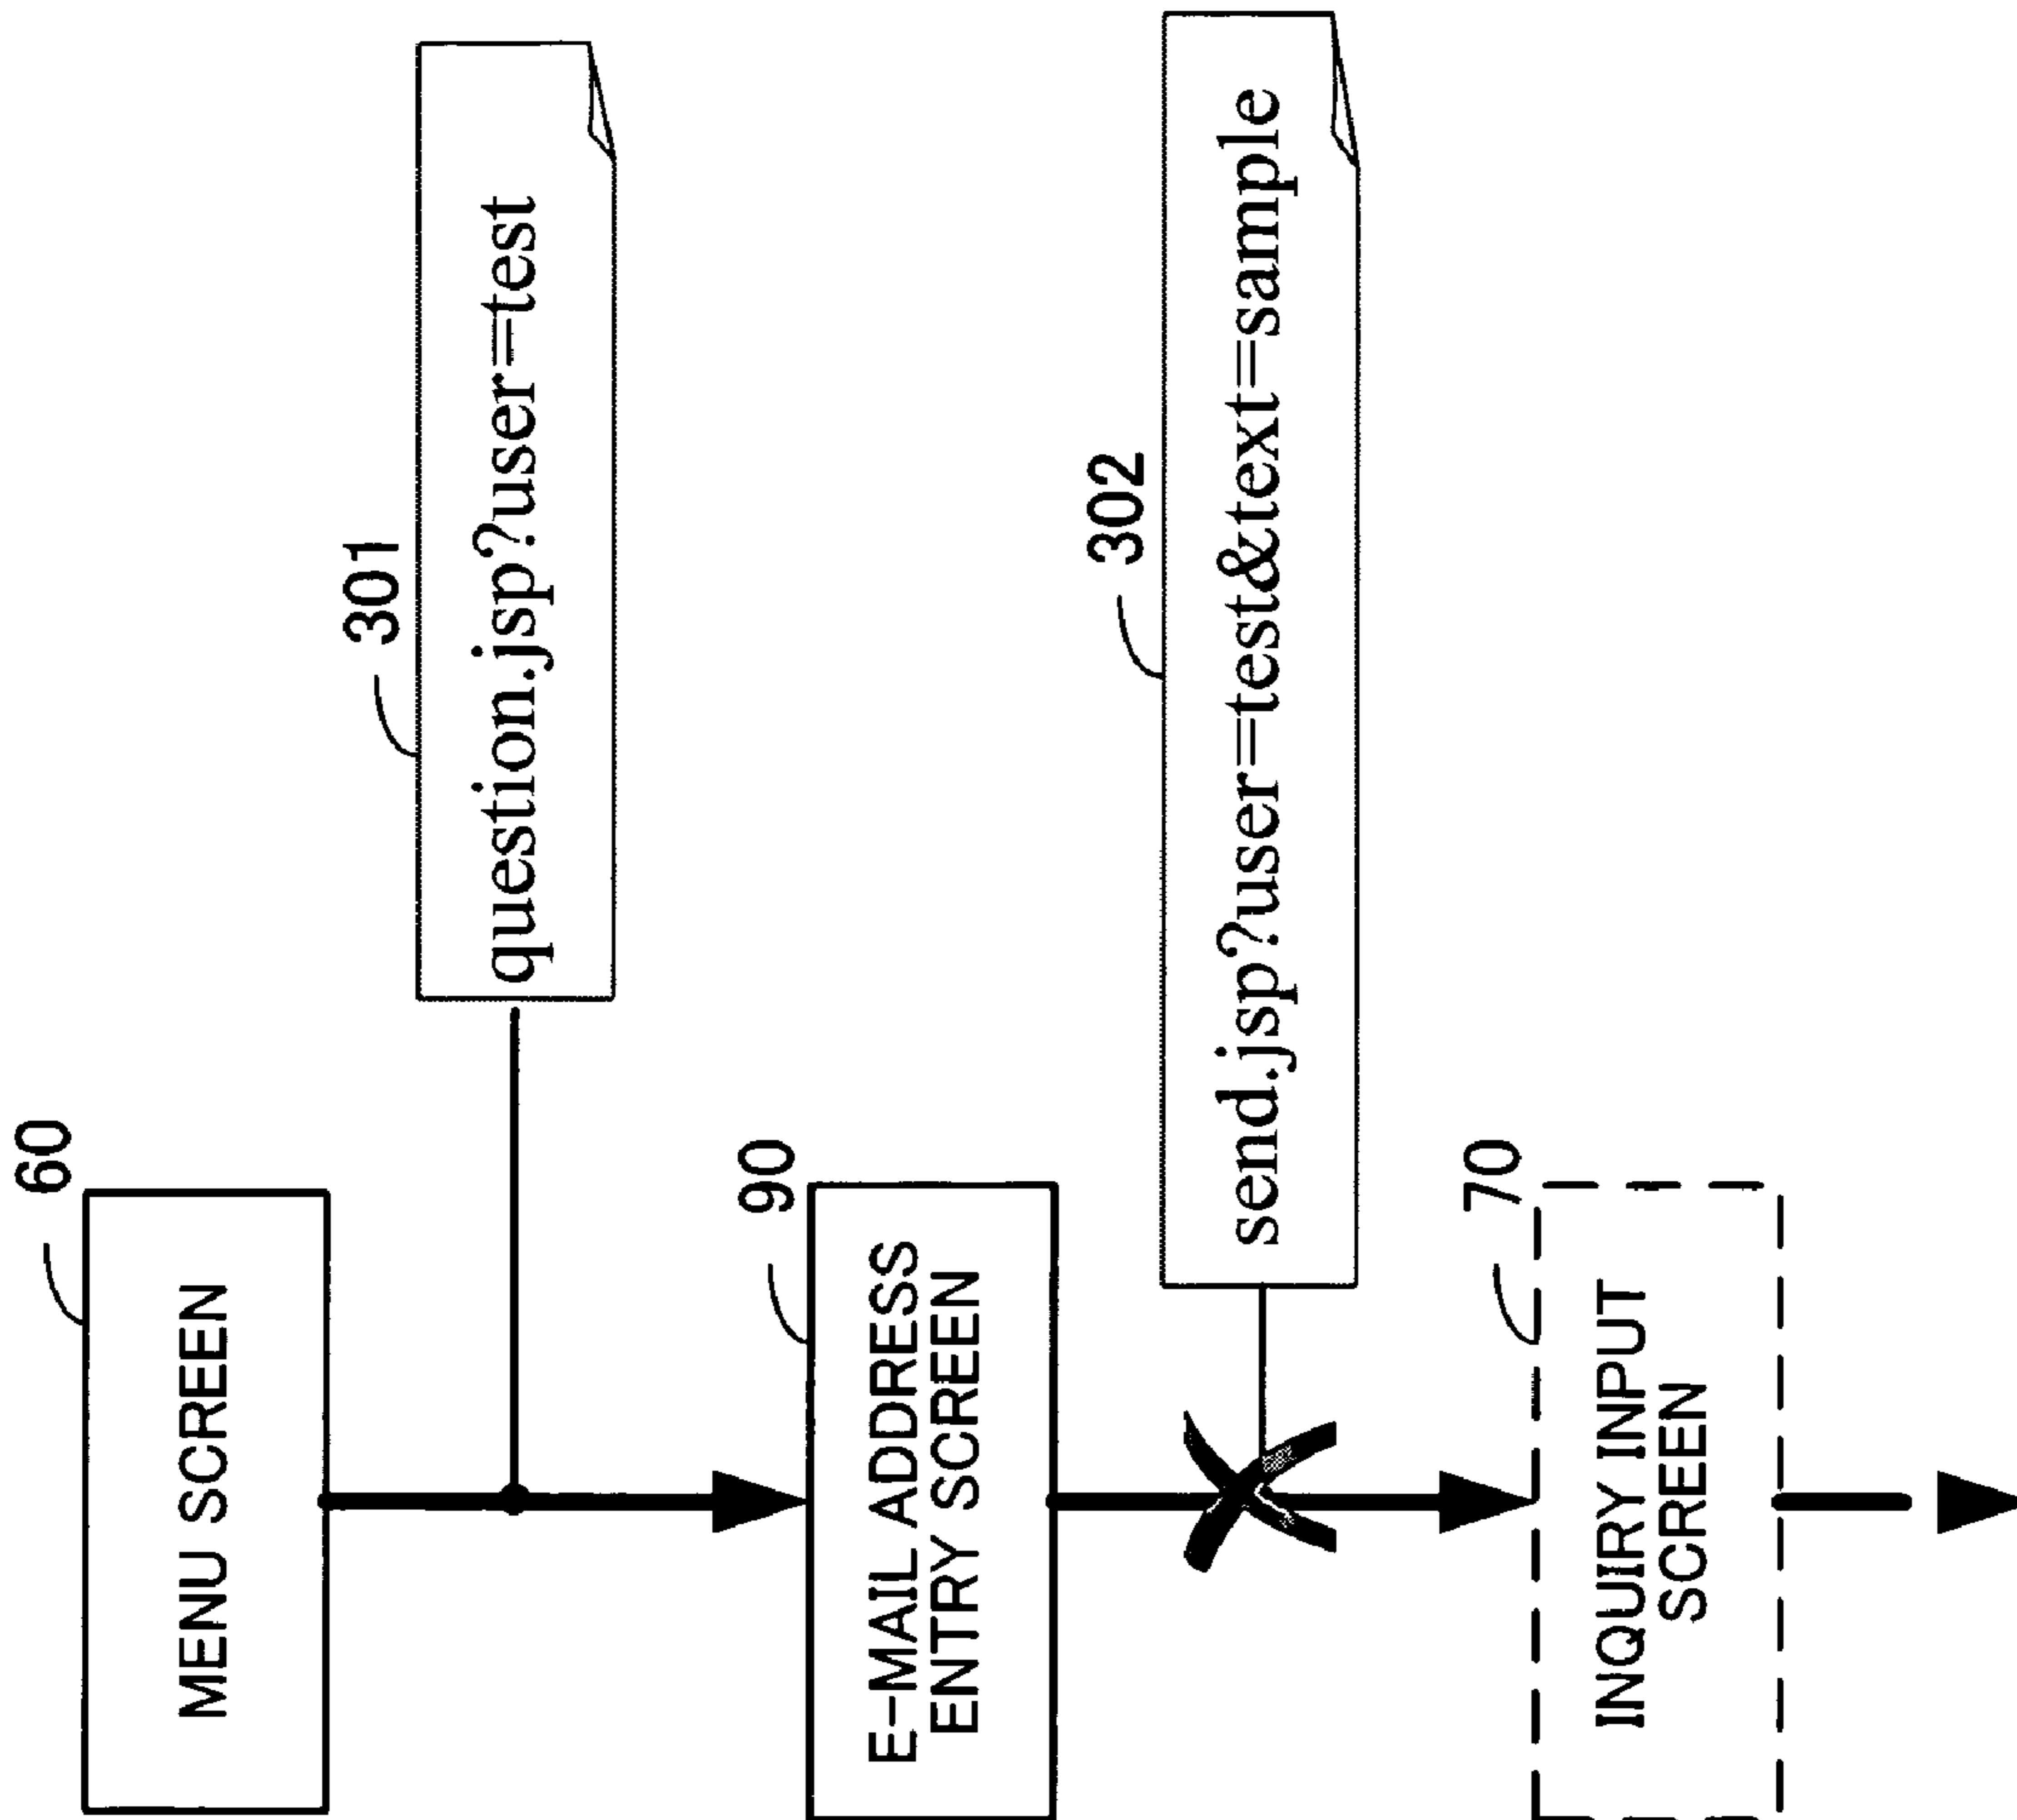 60
MENU SCREEN
301
question.jsp?user=test
90
E-MAIL ADDRESS
ENTRY SCREEN
302
send.jsp?user=test&text=sample
70
INQUIRY INPUT
SCREEN